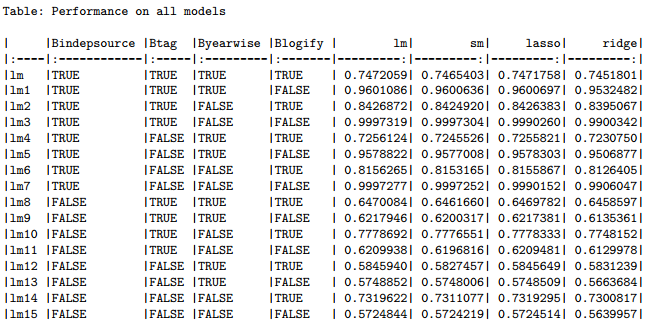 Table: Performance on all models
|     |Bindepsource |Btag  |Byearwise |Blogify |        lm|        sm|     lasso|     ridge|
|:----|:------------|:-----|:---------|:-------|---------:|---------:|---------:|---------:|
|lm   |TRUE         |TRUE  |TRUE      |TRUE    | 0.7472059| 0.7465403| 0.7471758| 0.7451801|
|lm1  |TRUE         |TRUE  |TRUE      |FALSE   | 0.9601086| 0.9600636| 0.9600697| 0.9532482|
|lm2  |TRUE         |TRUE  |FALSE     |TRUE    | 0.8426872| 0.8424920| 0.8426383| 0.8395067|
|lm3  |TRUE         |TRUE  |FALSE     |FALSE   | 0.9997319| 0.9997304| 0.9990260| 0.9900342|
|lm4  |TRUE         |FALSE |TRUE      |TRUE    | 0.7256124| 0.7245526| 0.7255821| 0.7230750|
|lm5  |TRUE         |FALSE |TRUE      |FALSE   | 0.9578822| 0.9577008| 0.9578303| 0.9506877|
|lm6  |TRUE         |FALSE |FALSE     |TRUE    | 0.8156265| 0.8153165| 0.8155867| 0.8126405|
|lm7  |TRUE         |FALSE |FALSE     |FALSE   | 0.9997277| 0.9997252| 0.9990152| 0.9906047|
|lm8  |FALSE        |TRUE  |TRUE      |TRUE    | 0.6470084| 0.6461660| 0.6469782| 0.6458597|
|lm9  |FALSE        |TRUE  |TRUE      |FALSE   | 0.6217946| 0.6200317| 0.6217381| 0.6135361|
|lm10 |FALSE        |TRUE  |FALSE     |TRUE    | 0.7778692| 0.7776551| 0.7778333| 0.7748152|
|lm11 |FALSE        |TRUE  |FALSE     |FALSE   | 0.6209938| 0.6196816| 0.6209481| 0.6129978|
|lm12 |FALSE        |FALSE |TRUE      |TRUE    | 0.5845940| 0.5827457| 0.5845649| 0.5831239|
|lm13 |FALSE        |FALSE |TRUE      |FALSE   | 0.5748852| 0.5748006| 0.5748509| 0.5663684|
|lm14 |FALSE        |FALSE |FALSE     |TRUE    | 0.7319622| 0.7311077| 0.7319295| 0.7300817|
|lm15 |FALSE        |FALSE |FALSE     |FALSE   | 0.5724844| 0.5724219| 0.5724514| 0.5639957|